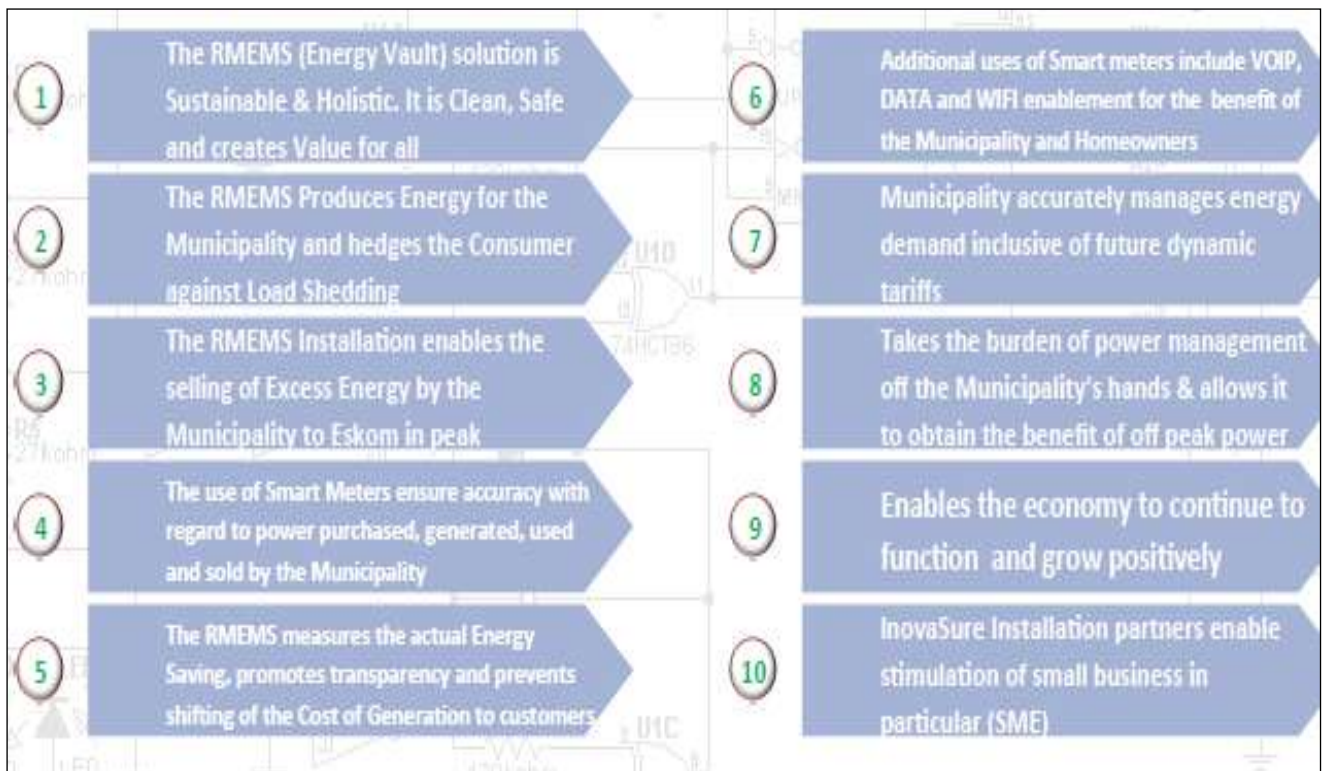 1
The RMEMS (Energy Vault) solution is
Sustainable & Holistic. It is Clean, Safe
and creates Value for all
2
The RMEMS Produces Energy for the
Municipality and hedges the Consumer
against Load Shedding
3
The RMEMS Installation enables the
selling of Excess Energy by the
Municipality to Eskom in peak
4
The use of Smart Meters ensure accuracy with
regard to power purchased, generated, used
and sold by the Municipality
5
The RMEMS measures the actual Energy
Saving, promotes transparency and prevents
shifting of the Cost of Generation to customers
6
Additional uses of Smart meters include VOIP,
DATA and WIFI enablement for the benefit of
the Municipality and Homeowners
7
Municipality accurately manages energy
demand inclusive of future dynamic
tariffs
8
Takes the burden of power management
off the Municipality's hands & allows it
to obtain the benefit of off peak power
9
Enables the economy to continue to
function and grow positively
10
InovaSure Installation partners enable
stimulation of small business in
particular (SME)
U1D
11
74HCT86
U1C